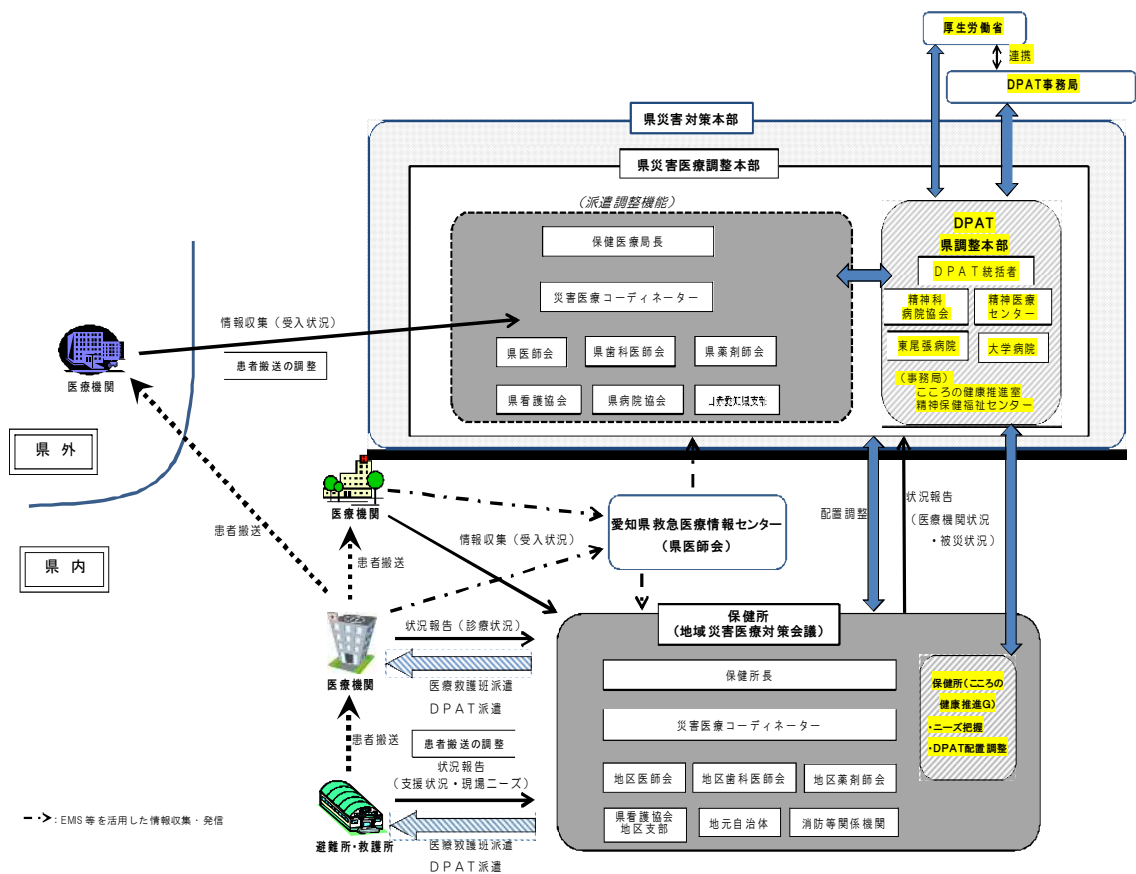 厚生労働省
連携
DPAT事務局
県災害対策本部
県災害医療調整本部
（派遣調整機能）
保健医療局長
災害医療コーディネーター
県医師会
県歯科医師会
県薬剤師会
県看護協会
県病院協会
DPAT
県調整本部
ＤＰＡＴ統括者
精神科
病院協会
精神医療
センター
東尾張病院
大学病院
（事務局）
こころの健康推進室
精神保健福祉センター
情報収集（受入状況）
患者搬送の調整
医療機関
県 外
県 内
患者搬送
医療機関
患者搬送
情報収集（受入状況）
愛知県救急医療情報センター
（県医師会）
配置調整
状況報告
（医療機関状況
・被災状況）
医療機関
状況報告（診療状況）
医療救護班派遣
ＤＰＡＴ派遣
患者搬送
患者搬送の調整
状況報告
（支援状況・現場ニーズ）
避難所・救護所
医療救護班派遣
ＤＰＡＴ派遣
保健所
（地域災害医療対策会議）
保健所長
災害医療コーディネーター
地区医師会
地区歯科医師会
地区薬剤師会
県看護協会
地区支部
地元自治体
消防等関係機関
保健所（こころの
健康推進G）
・ニーズ把握
・DPAT配置調整
：EMIS等を活用した情報収集・発信